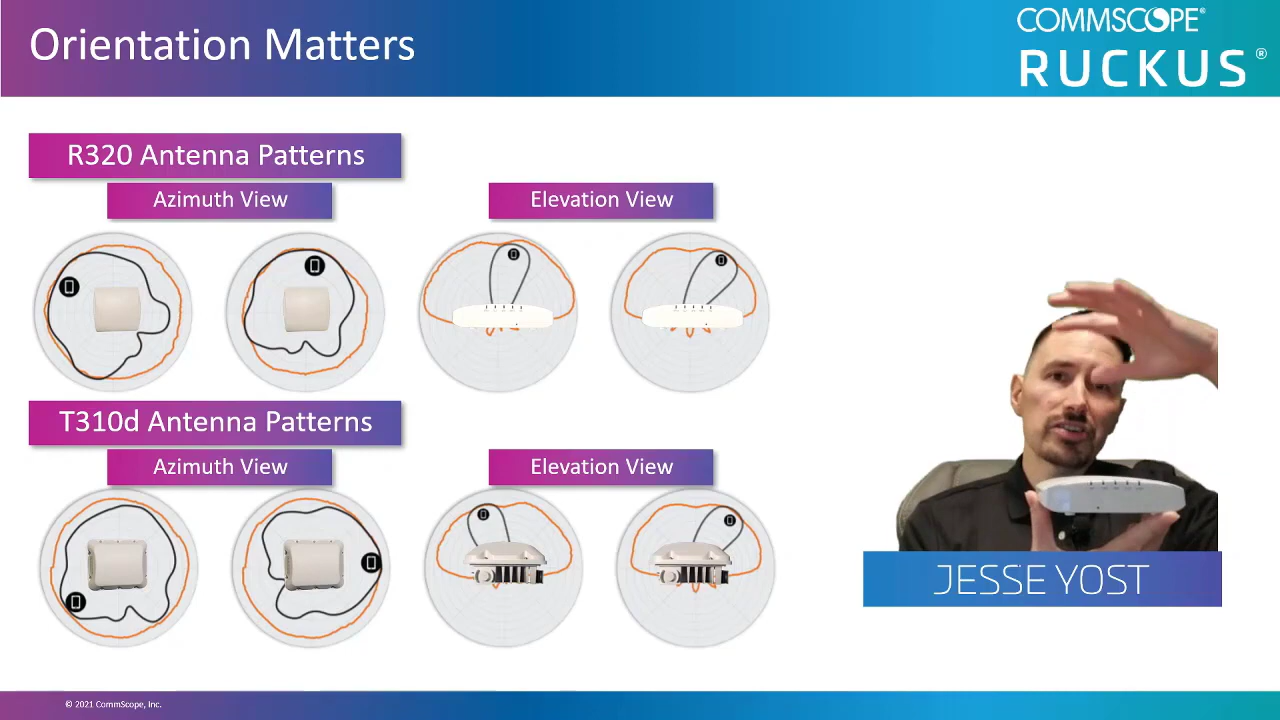 Orientation Matters
COMMSCOPE®
RUCKUS®
R320 Antenna Patterns
Azimuth View
Elevation View
T310d Antenna Patterns
Azimuth View
Elevation View
JESSE YOST
© 2021 CommScope, Inc.